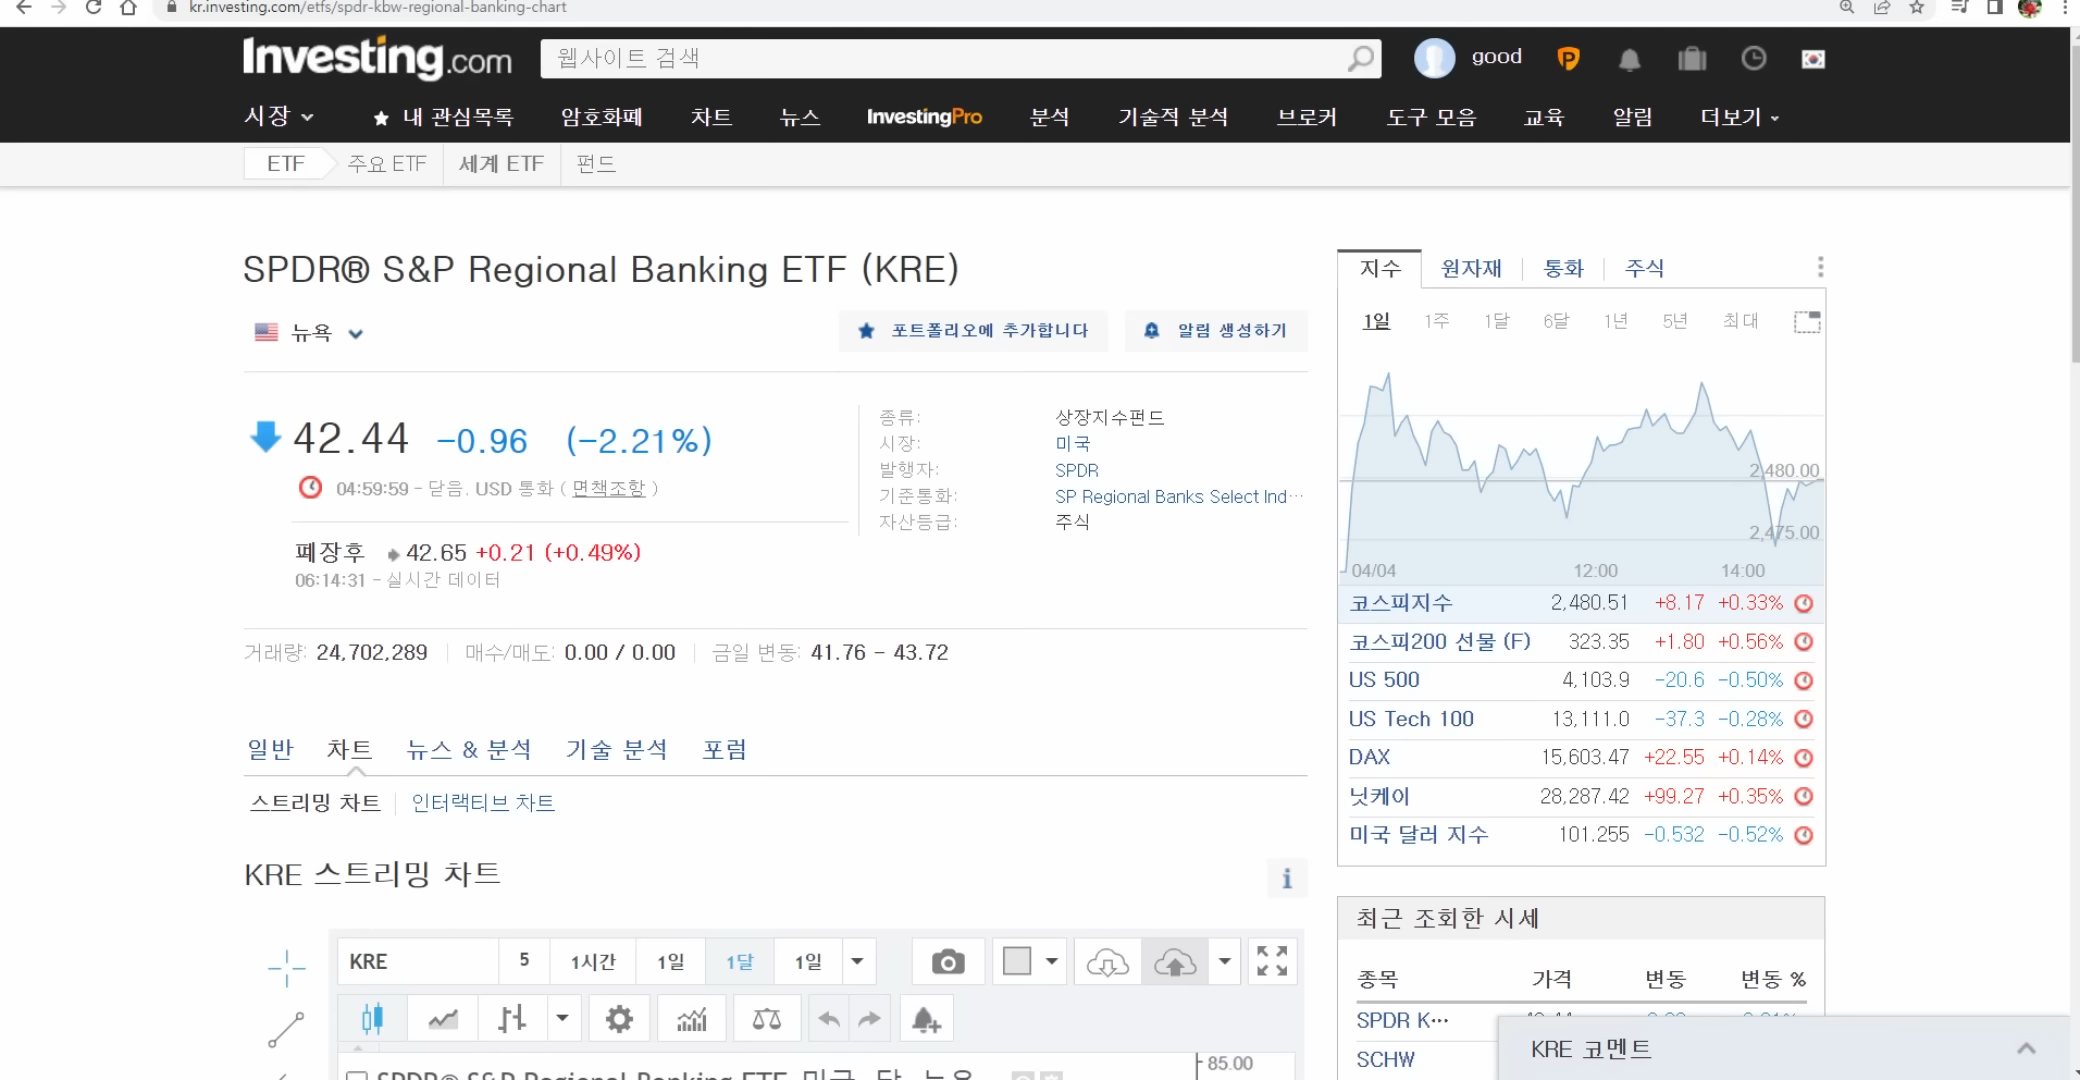 kr.investing.com/etfs/spdr-kbw-regional-banking-chart
Investing.com 웹사이트 검색 good P
시장 내 관심목록 암호화폐 차트 뉴스 InvestingPro 분석 기술적 분석 브로커 도구 모음 교육 알림 더보기
ETF 주요 ETF 세계 ETF 펀드
SPDR® S&P Regional Banking ETF (KRE)
뉴욕 포트폴리오에 추가합니다 알림 생성하기
42.44 -0.96 (-2.21%)
04:59:59 - 닫음. USD 통화 ( 면책조항 )
폐장후 42.65 +0.21 (+0.49%)
06:14:31 - 실시간 데이터
종류: 상장지수펀드
시장: 미국
발행자: SPDR
기준통화: SP Regional Banks Select Ind...
자산등급: 주식
거래량: 24,702,289 매수/매도: 0.00 / 0.00 금일 변동: 41.76 - 43.72
일반 차트 뉴스 & 분석 기술 분석 포럼
스트리밍 차트 인터랙티브 차트
KRE 스트리밍 차트 i
KRE 5 1시간 1일 1달 1일
SPDR® S&P Regional Banking ETF, 미국, 달, 뉴욕
85.00
지수 원자재 통화 주식
1일 1주 1달 6달 1년 5년 최대
2,480.00
2,475.00
04/04 12:00 14:00
코스피지수 2,480.51 +8.17 +0.33%
코스피200 선물 (F) 323.35 +1.80 +0.56%
US 500 4,103.9 -20.6 -0.50%
US Tech 100 13,111.0 -37.3 -0.28%
DAX 15,603.47 +22.55 +0.14%
닛케이 28,287.42 +99.27 +0.35%
미국 달러 지수 101.255 -0.532 -0.52%
최근 조회한 시세
종목 가격 변동 변동 %
SPDR K...
SCHW
KRE 코멘트